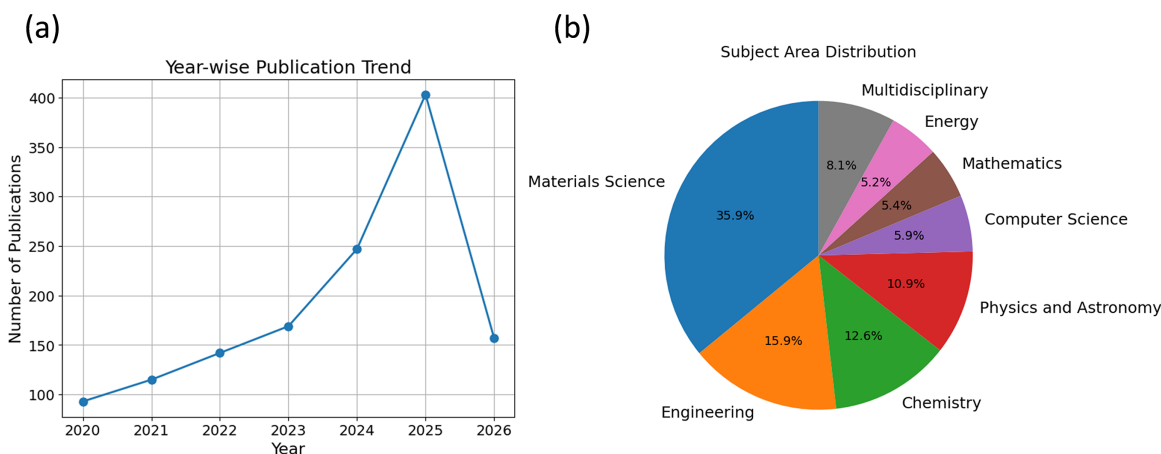 (a)
Year-wise Publication Trend
Number of Publications
400
350
300
250
200
150
100
2020 2021 2022 2023 2024 2025 2026
Year
(b)
Subject Area Distribution
Multidisciplinary
Energy
Mathematics
Computer Science
Physics and Astronomy
Chemistry
Engineering
Materials Science
8.1%
5.2%
5.4%
5.9%
10.9%
12.6%
15.9%
35.9%